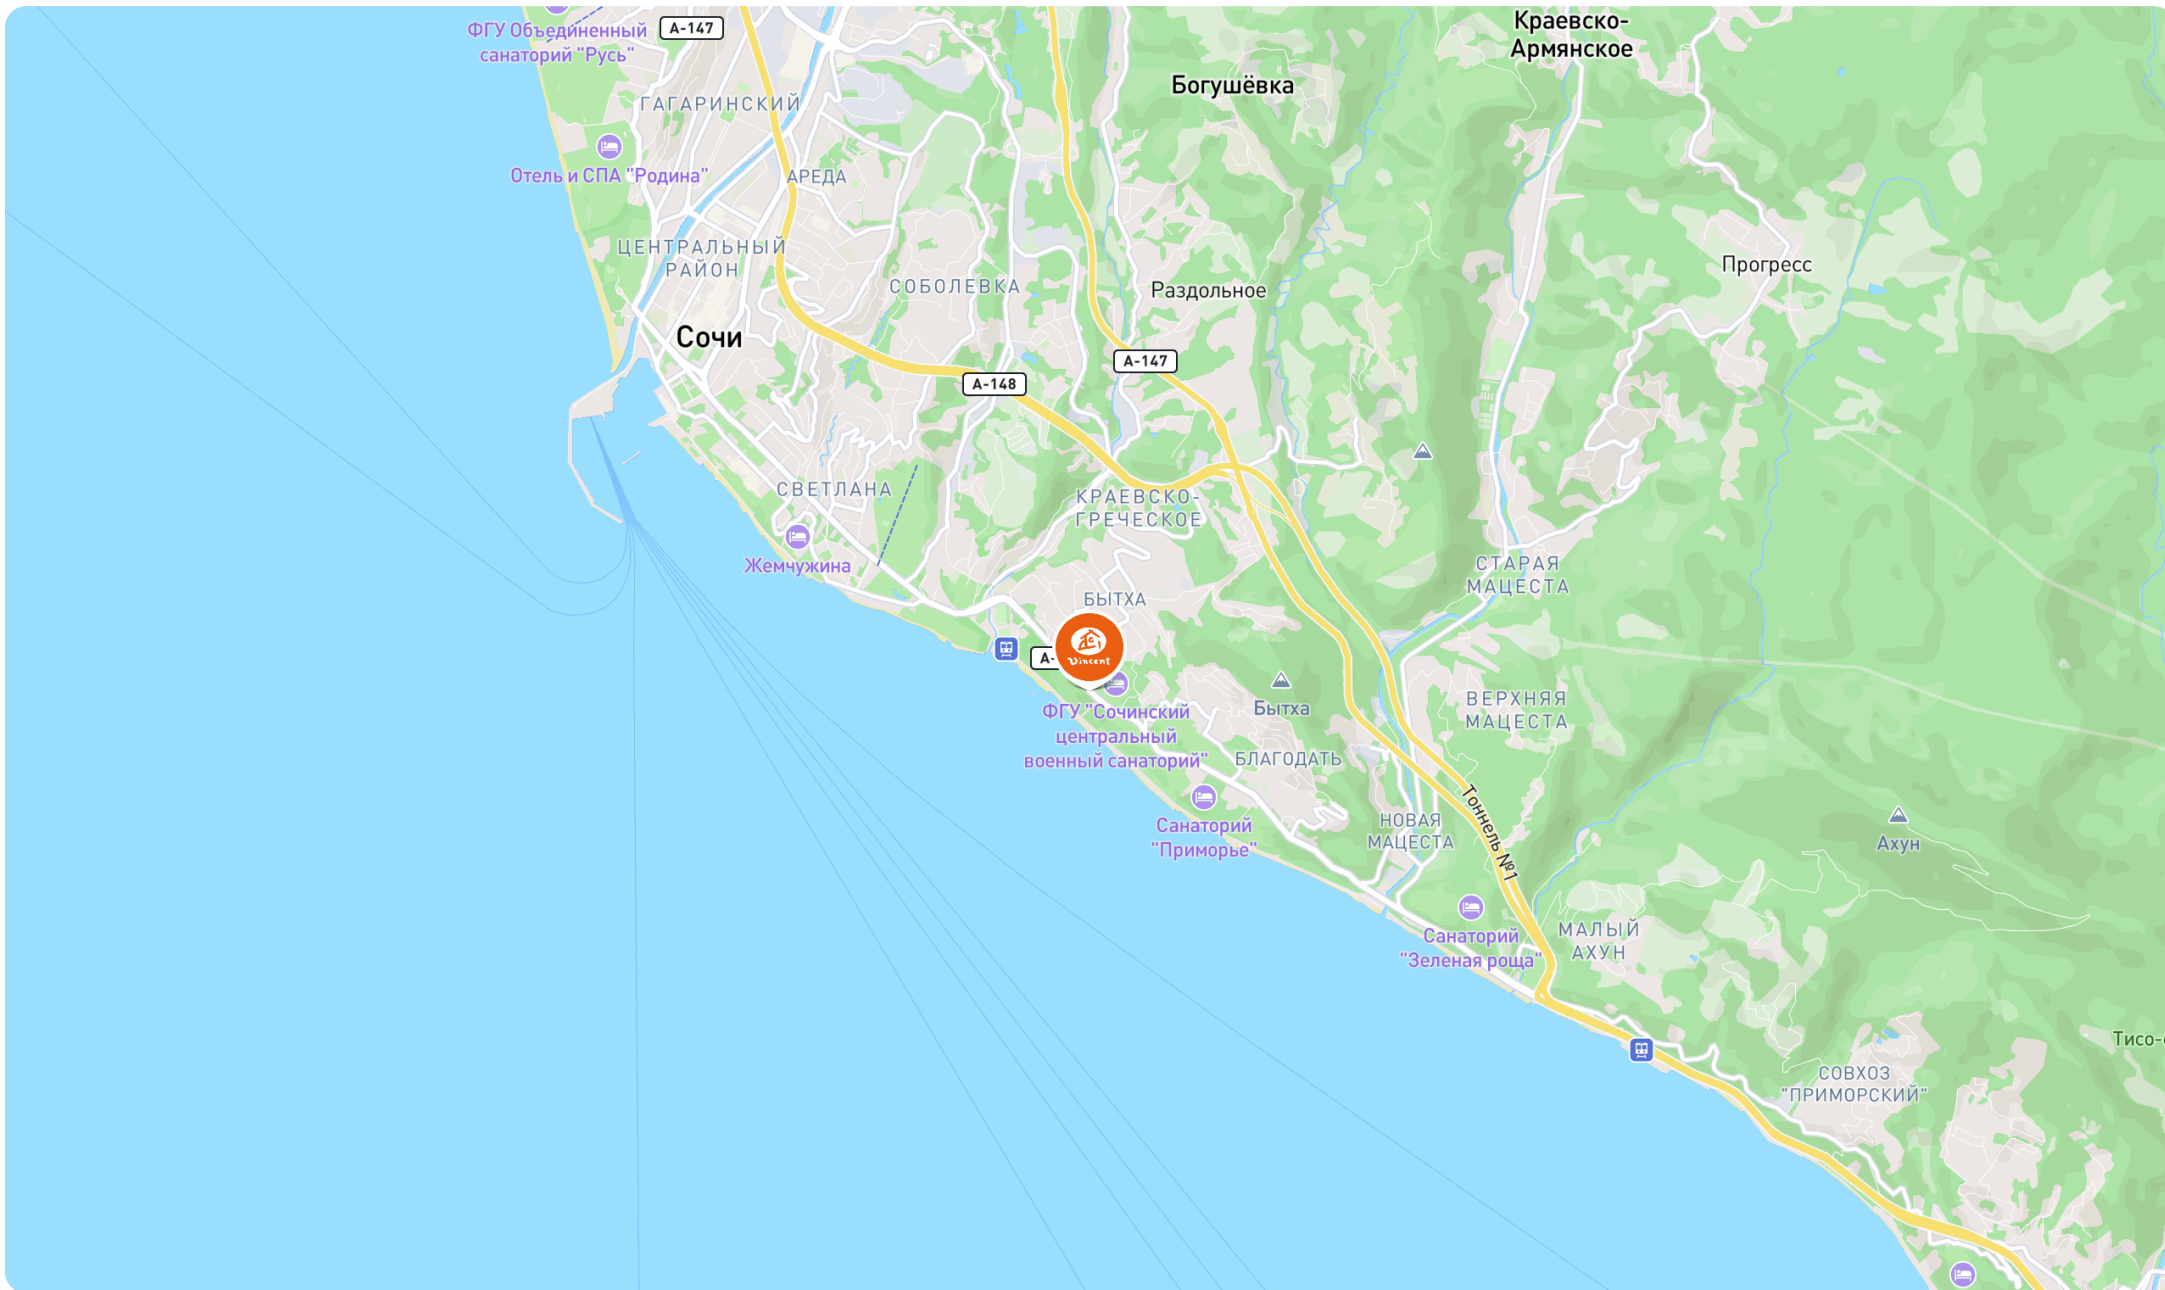 ФГУ Объединенный
санаторий "Русь"
А-147
Краевско-
Армянское
Богушёвка
ГАГАРИНСКИЙ
Отель и СПА "Родина"
АРЕДА
ЦЕНТРАЛЬНЫЙ
РАЙОН
СОБОЛЕВКА
Раздольное
Прогресс
Сочи
А-147
А-148
СВЕТЛАНА
КРАЕВСКО-
ГРЕЧЕСКОЕ
Жемчужина
СТАРАЯ
МАЦЕСТА
БЫТХА
Vincent
А-
ФГУ "Сочинский
центральный
военный санаторий"
Бытха
ВЕРХНЯЯ
МАЦЕСТА
БЛАГОДАТЬ
Тоннель №1
Санаторий
"Приморье"
НОВАЯ
МАЦЕСТА
Ахун
Санаторий
"Зеленая роща"
МАЛЫЙ
АХУН
Тисо-
СОВХОЗ
"ПРИМОРСКИЙ"